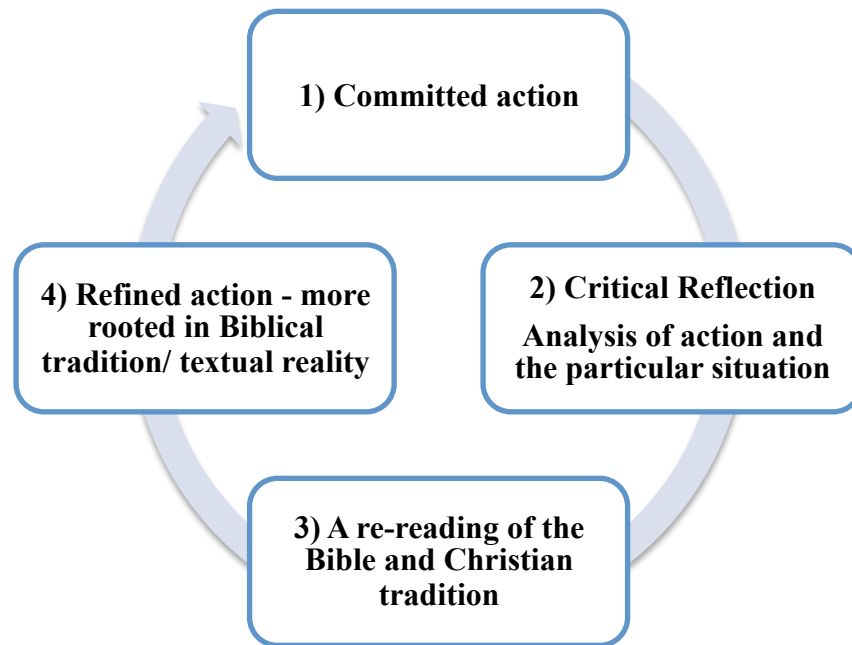 1) Committed action
2) Critical Reflection
Analysis of action and
the particular situation
3) A re-reading of the
Bible and Christian
tradition
4) Refined action - more
rooted in Biblical
tradition/ textual reality